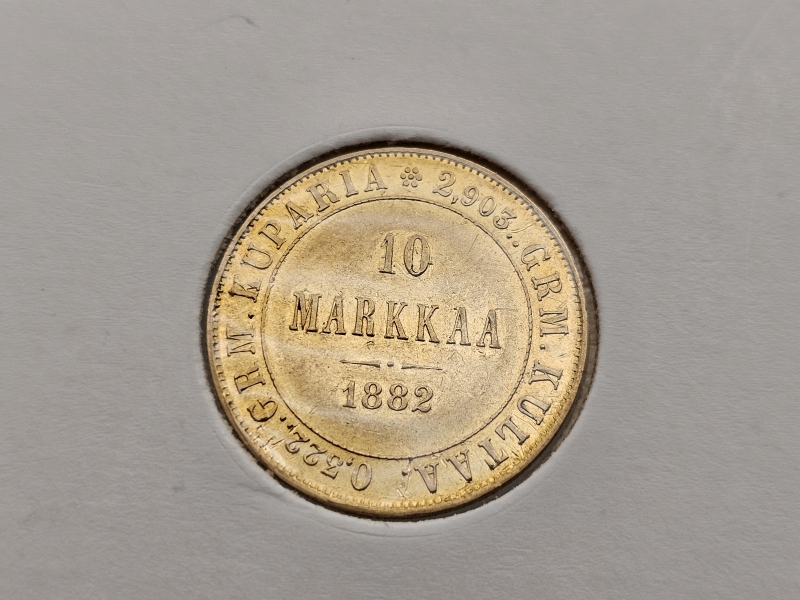 2,903. GRM. KULTAA; 0,322. GRM. KUPARIA
10
MARKKAA
1882